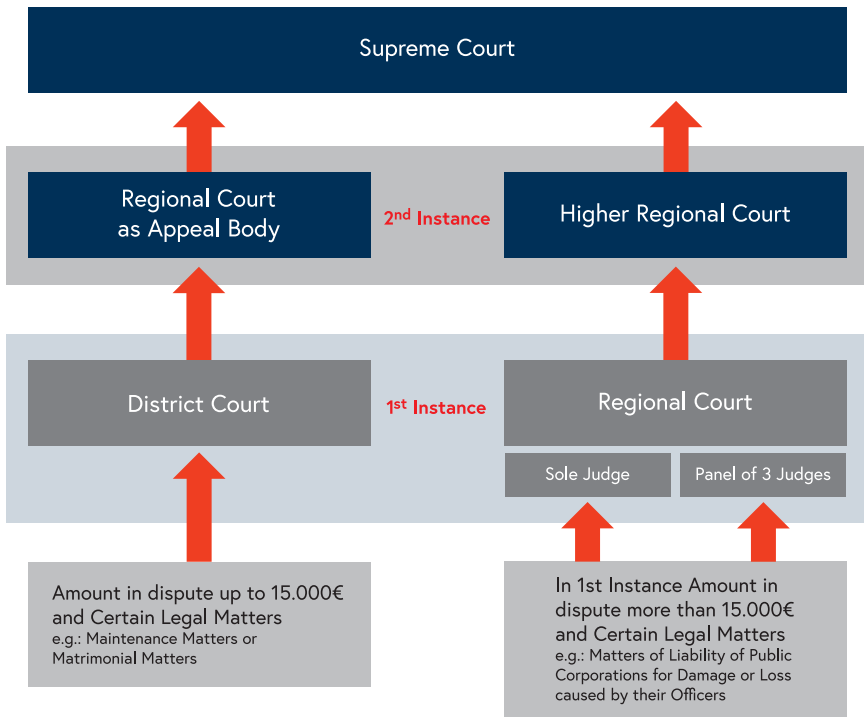 Supreme Court
Regional Court
as Appeal Body
2nd Instance
Higher Regional Court
District Court
1st Instance
Regional Court
Sole Judge
Panel of 3 Judges
Amount in dispute up to 15.000€
and Certain Legal Matters
e.g.: Maintenance Matters or
Matrimonial Matters
In 1st Instance Amount in
dispute more than 15.000€
and Certain Legal Matters
e.g.: Matters of Liability of Public
Corporations for Damage or Loss
caused by their Officers